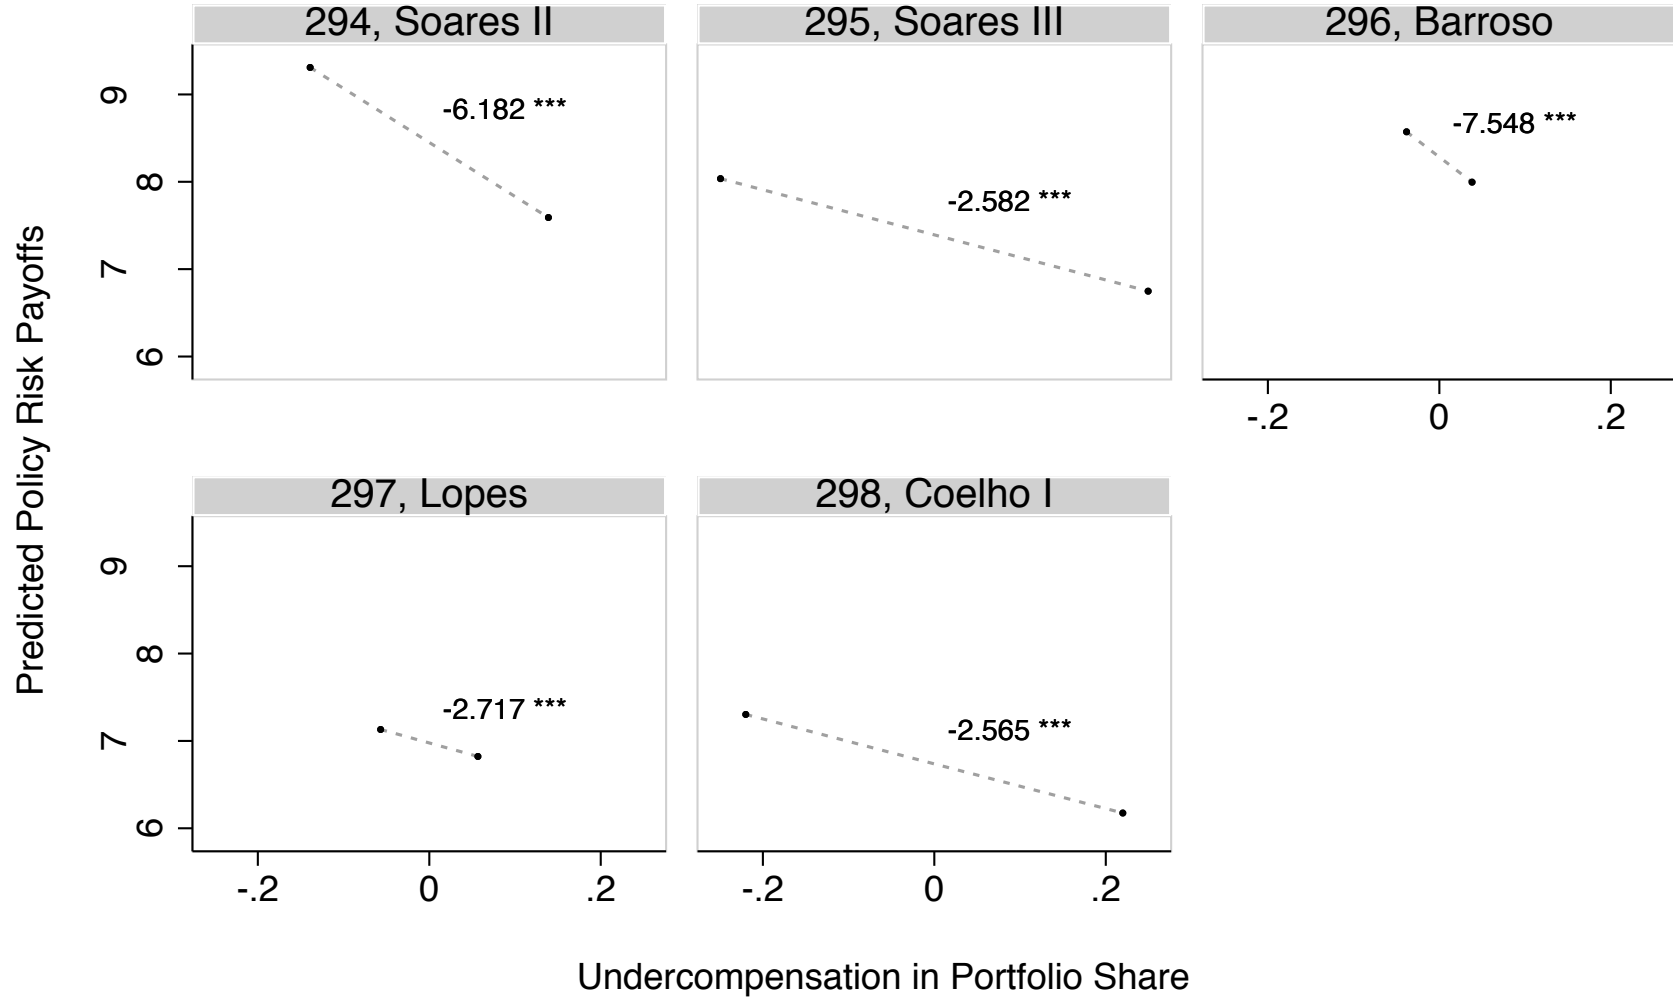 294, Soares II
295, Soares III
296, Barroso
9
8
7
6
-6.182 ***
-2.582 ***
-7.548 ***
-.2 0 .2
297, Lopes
298, Coelho I
9
8
7
6
-2.717 ***
-2.565 ***
-.2 0 .2
-.2 0 .2
Predicted Policy Risk Payoffs
Undercompensation in Portfolio Share